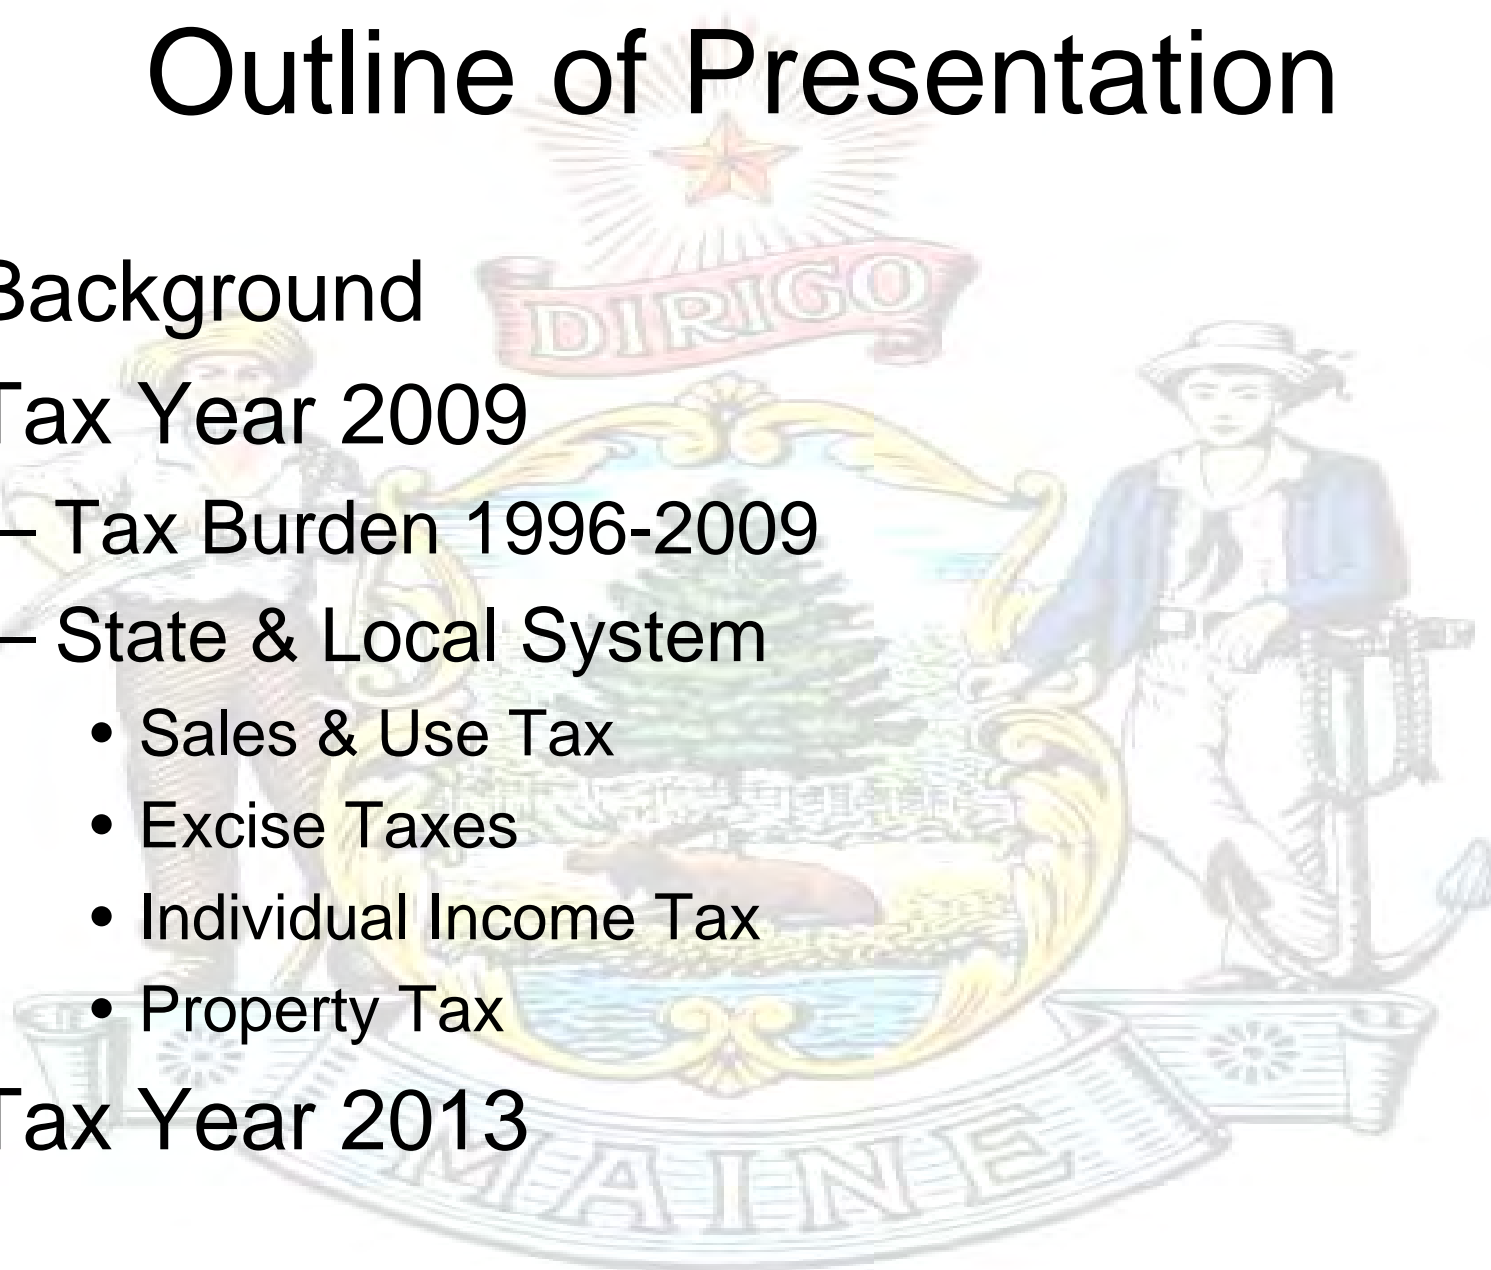 Outline of Presentation
DIRIGO
Background
Tax Year 2009
– Tax Burden 1996-2009
– State & Local System
• Sales & Use Tax
• Excise Taxes
• Individual Income Tax
• Property Tax
Tax Year 2013
MAINE